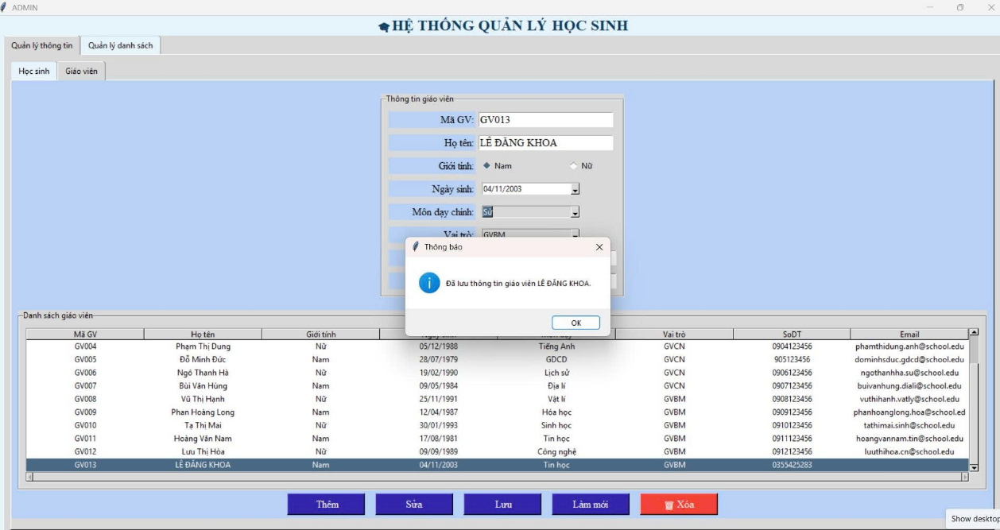 ADMIN
HỆ THỐNG QUẢN LÝ HỌC SINH
Quản lý thông tin Quản lý danh sách
Học sinh Giáo viên
Thông tin giáo viên
Mã GV: GV013
Họ tên: LÊ ĐĂNG KHOA
Giới tính: Nam Nữ
Ngày sinh: 04/11/2003
Môn dạy chính: Sử
Vai trò: GVBM
Thông báo
Đã lưu thông tin giáo viên LÊ ĐĂNG KHOA.
OK
Danh sách giáo viên
Mã GV Họ tên Giới tính Vai trò SoDT Email
GV004 Phạm Thị Dung Nữ 05/12/1988 Tiếng Anh GVCN 0904123456 phamthidung.anh@school.edu
GV005 Đỗ Minh Đức Nam 28/07/1979 GDCD GVCN 905123456 dominhsduc.gdcd@school.edu
GV006 Ngô Thanh Hà Nữ 19/02/1990 Lịch sử GVCN 0906123456 ngothanhha.su@school.edu
GV007 Bùi Văn Hùng Nam 09/05/1984 Địa lí GVCN 0907123456 buivanhung.diali@school.edu
GV008 Vũ Thị Hạnh Nữ 25/11/1991 Vật lí GVBM 0908123456 vuthihanh.vatly@school.edu
GV009 Phan Hoàng Long Nam 12/04/1987 Hóa học GVBM 0909123456 phanhoanglong.hoa@school.ed
GV010 Tạ Thị Mai Nữ 30/01/1993 Sinh học GVBM 0910123456 tathimai.sinh@school.edu
GV011 Hoàng Văn Nam Nam 17/08/1981 Tin học GVBM 0911123456 hoangvannam.tin@school.edu
GV012 Lưu Thị Hòa Nữ 09/09/1989 Công nghệ GVBM 0912123456 luuthihoa.cn@school.edu
GV013 LÊ ĐĂNG KHOA Nam 04/11/2003 Tin học GVBM 0355425283
Thêm Sửa Lưu Làm mới Xóa
Show desktop